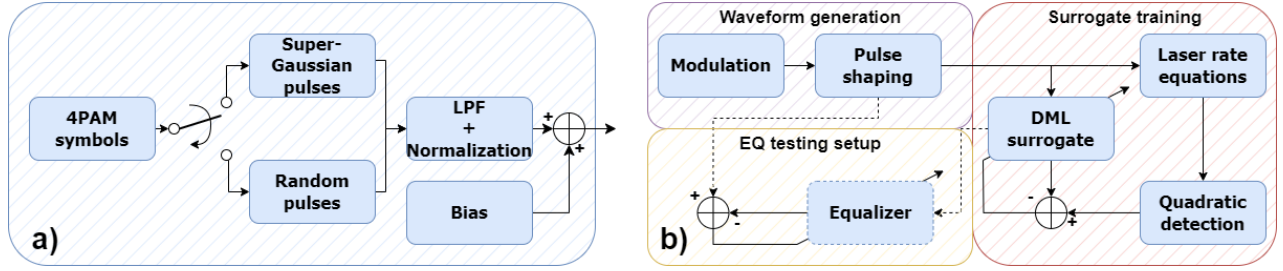 Super-
Gaussian
pulses
4PAM
symbols
LPF
+
Normalization
+
+
Random
pulses
Bias
a)
Waveform generation
Surrogate training
Modulation
Pulse
shaping
Laser rate
equations
DML
surrogate
EQ testing setup
+
-
Equalizer
-
+
Quadratic
detection
b)